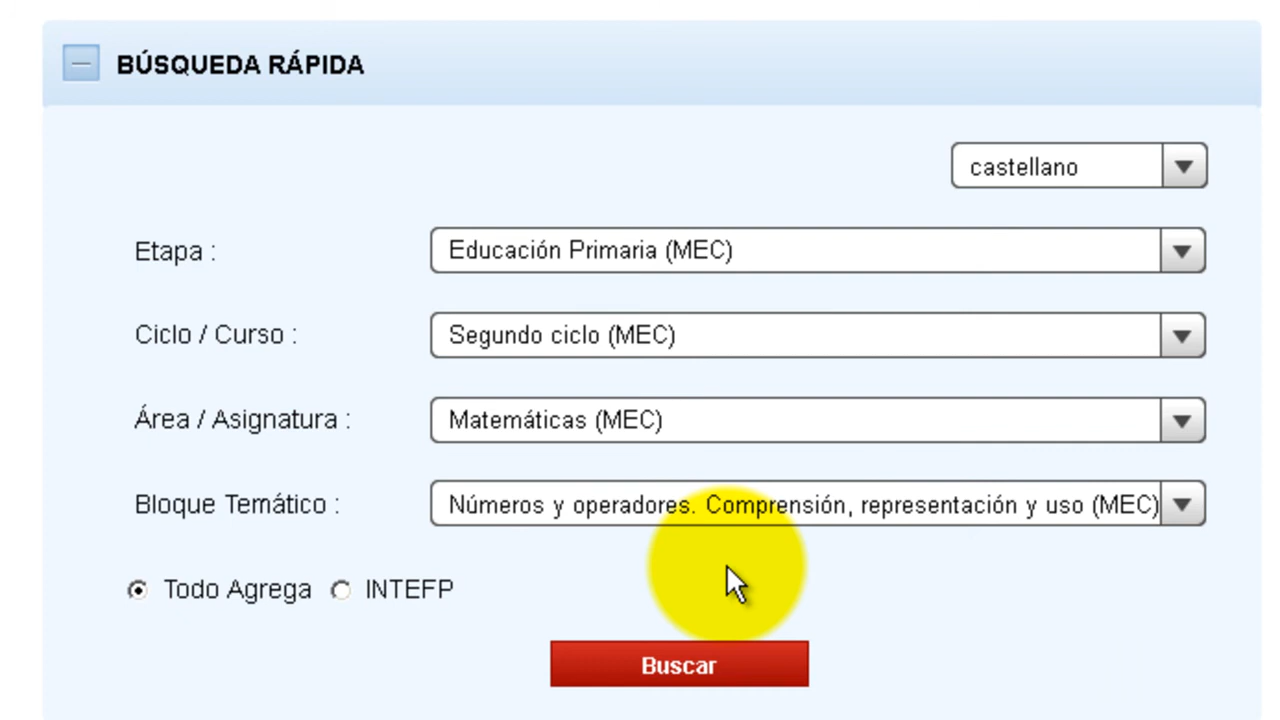 BÚSQUEDA RÁPIDA
castellano
Etapa : Educación Primaria (MEC)
Ciclo / Curso : Segundo ciclo (MEC)
Área / Asignatura : Matemáticas (MEC)
Bloque Temático : Números y operadores. Comprensión, representación y uso (MEC)
Todo Agrega INTEFP
Buscar